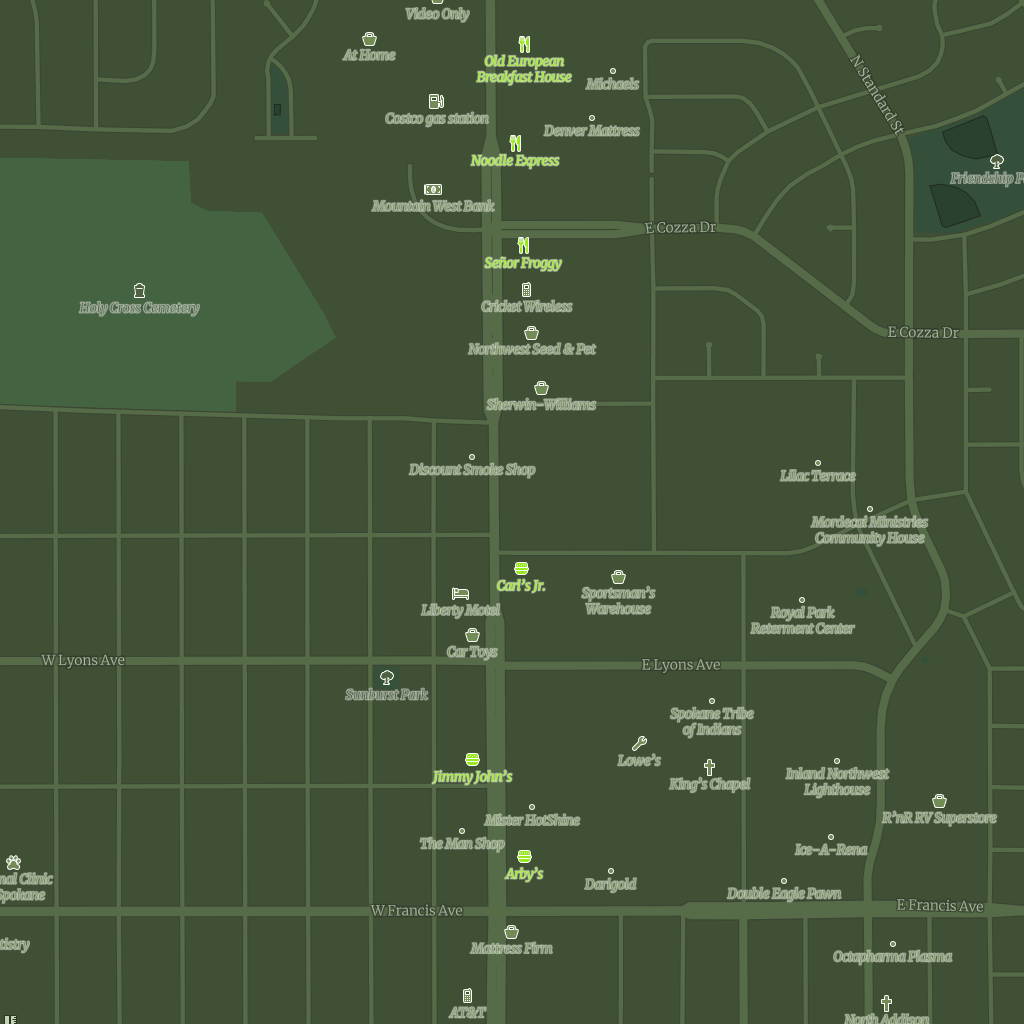 Video Only
At Home
Old European
Breakfast House
Michaels
N Standard St
Costco gas station
Denver Mattress
Noodle Express
Friendship
Mountain West Bank
E Cozza Dr
Señor Froggy
Holy Cross Cemetery
Cricket Wireless
E Cozza Dr
Northwest Seed & Pet
Sherwin-Williams
Discount Smoke Shop
Lilac Terrace
Mordecai Ministries
Community House
Carl's Jr.
Sportsman's
Warehouse
Liberty Motel
Royal Park
Reterment Center
Car Toys
W Lyons Ave
E Lyons Ave
Sunburst Park
Spokane Tribe
of Indians
Lowe's
Jimmy John's
King's Chapel
Inland Northwest
Lighthouse
Mister HotShine
R'nR RV Superstore
The Man Shop
Ice-A-Rena
Arby's
nal Clinic
Spokane
Darigold
Double Eagle Pawn
W Francis Ave
E Francis Ave
tistry
Mattress Firm
Octapharma Plasma
AT&T
North Addison